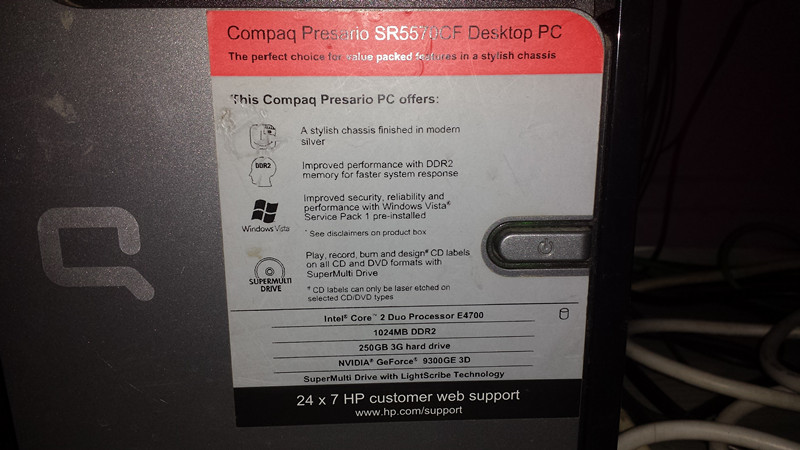 Compaq Presario SR5570CF Desktop PC
The perfect choice for value packed features in a stylish chassis
This Compaq Presario PC offers:
A stylish chassis finished in modern
silver
DDR2
Improved performance with DDR2
memory for faster system response
Windows Vista
Improved security, reliability and
performance with Windows Vista®
Service Pack 1 pre-installed
* See disclaimers on product box
SUPERMULTI
DRIVE
Play, record, burn and design* CD labels
on all CD and DVD formats with
SuperMulti Drive
* CD labels can only be laser etched on
selected CD/DVD types
Intel® Core™ 2 Duo Processor E4700
1024MB DDR2
250GB 3G hard drive
NVIDIA® GeForce® 9300GE 3D
SuperMulti Drive with LightScribe Technology
24 x 7 HP customer web support
www.hp.com/support